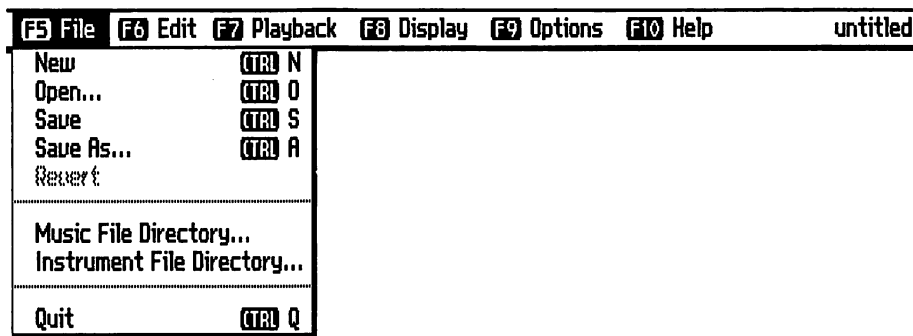 F5 File F6 Edit F7 Playback F8 Display F9 Options F10 Help untitled
New CTRL N
Open... CTRL O
Save CTRL S
Save As... CTRL A
Revert
Music File Directory...
Instrument File Directory...
Quit CTRL Q